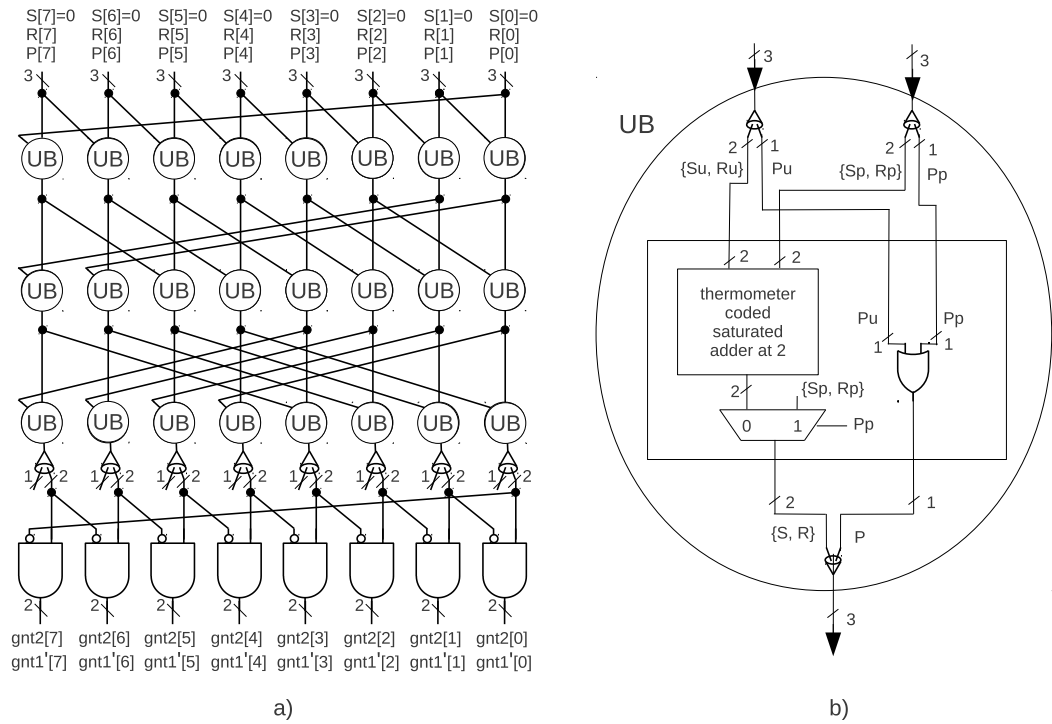 S[7]=0 S[6]=0 S[5]=0 S[4]=0 S[3]=0 S[2]=0 S[1]=0 S[0]=0
R[7] R[6] R[5] R[4] R[3] R[2] R[1] R[0]
P[7] P[6] P[5] P[4] P[3] P[2] P[1] P[0]
3 3 3 3 3 3 3 3
UB UB UB UB UB UB UB UB
UB UB UB UB UB UB UB UB
UB UB UB UB UB UB UB UB
1 2 1 2 1 2 1 2 1 2 1 2 1 2 1 2
2 2 2 2 2 2 2 2
gnt2[7] gnt2[6] gnt2[5] gnt2[4] gnt2[3] gnt2[2] gnt2[1] gnt2[0]
gnt1'[7] gnt1'[6] gnt1'[5] gnt1'[4] gnt1'[3] gnt1'[2] gnt1'[1] gnt1'[0]
a)
3 3
UB
2 1 2 1
{Su, Ru} Pu {Sp, Rp} Pp
2 2
thermometer
coded
saturated
adder at 2
Pu Pp
1 1
2 {Sp, Rp}
0 1 Pp
2 1
{S, R} P
3
b)